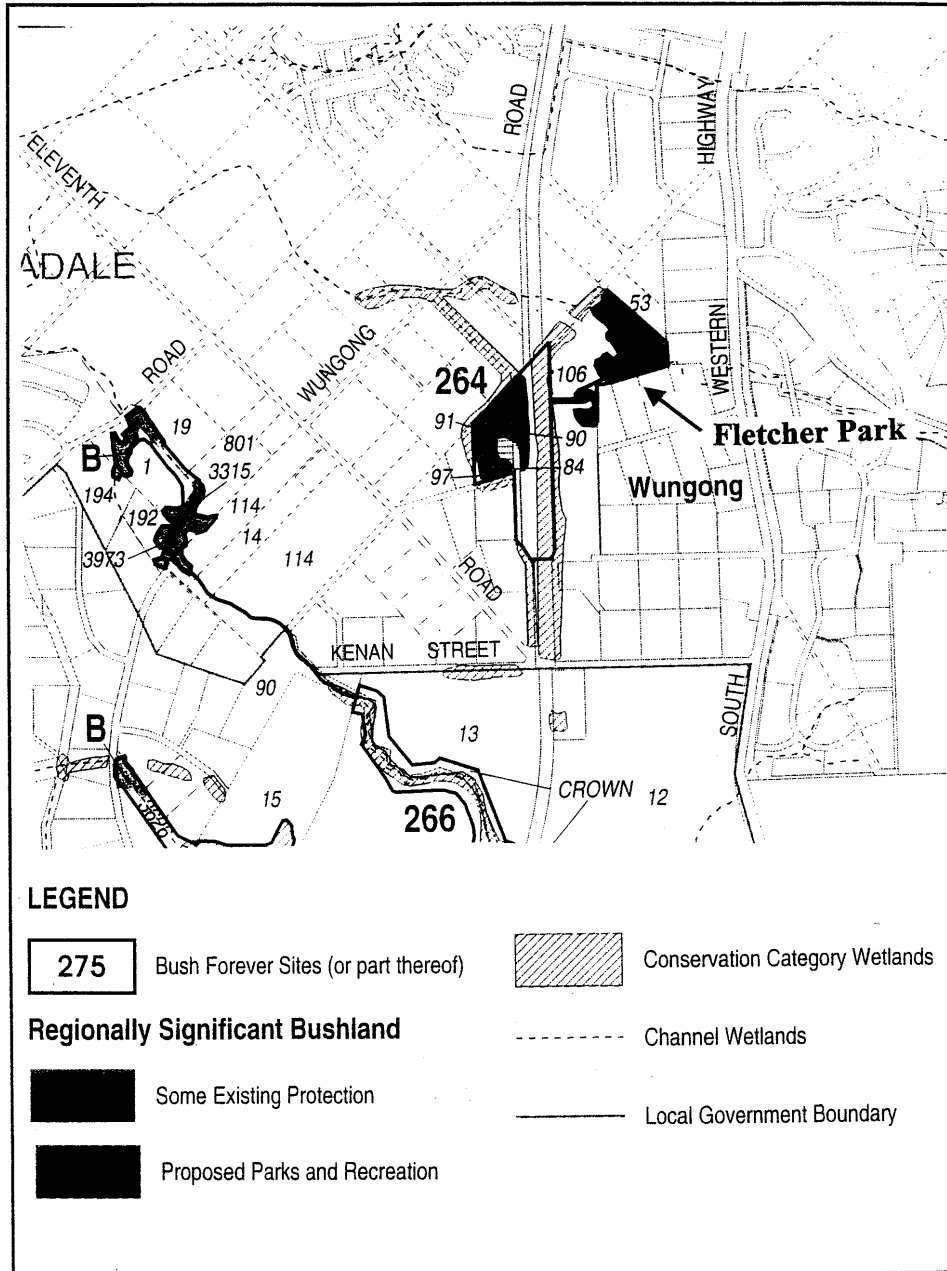 ELEVENTH
ROAD
HIGHWAY
ADALE
ROAD
WUNGONG
53
WESTERN
264
106
91
90
Fletcher Park
19
801
B
1
3315
97
84
Wungong
194
192
114
14
3973
114
ROAD
KENAN STREET
90
SOUTH
B
13
CROWN
12
15
3626
266
LEGEND
275 Bush Forever Sites (or part thereof)
Conservation Category Wetlands
Regionally Significant Bushland
Channel Wetlands
Some Existing Protection
Local Government Boundary
Proposed Parks and Recreation